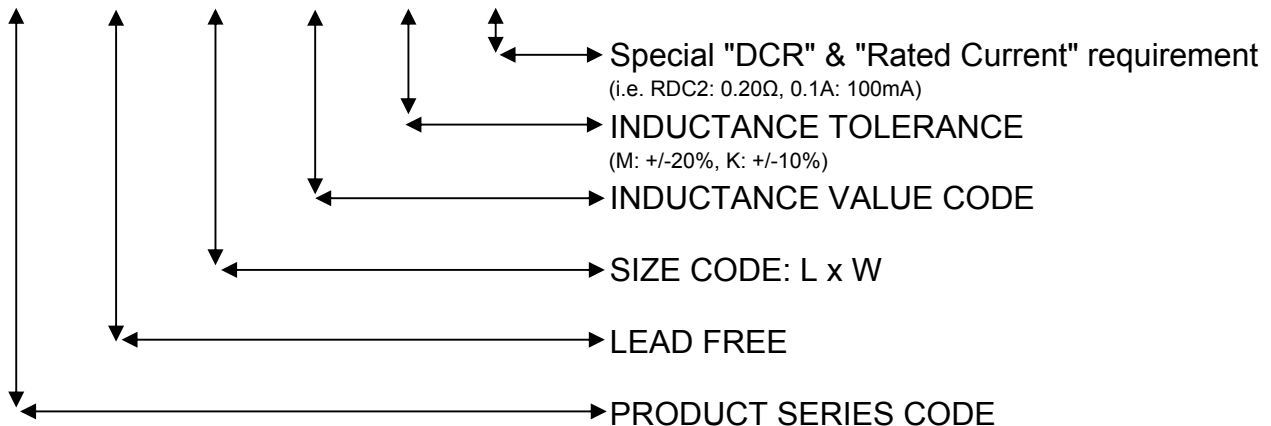 Special "DCR" & "Rated Current" requirement
(i.e. RDC2: 0.20Ω, 0.1A: 100mA)
INDUCTANCE TOLERANCE
(M: +/-20%, K: +/-10%)
INDUCTANCE VALUE CODE
SIZE CODE: L x W
LEAD FREE
PRODUCT SERIES CODE